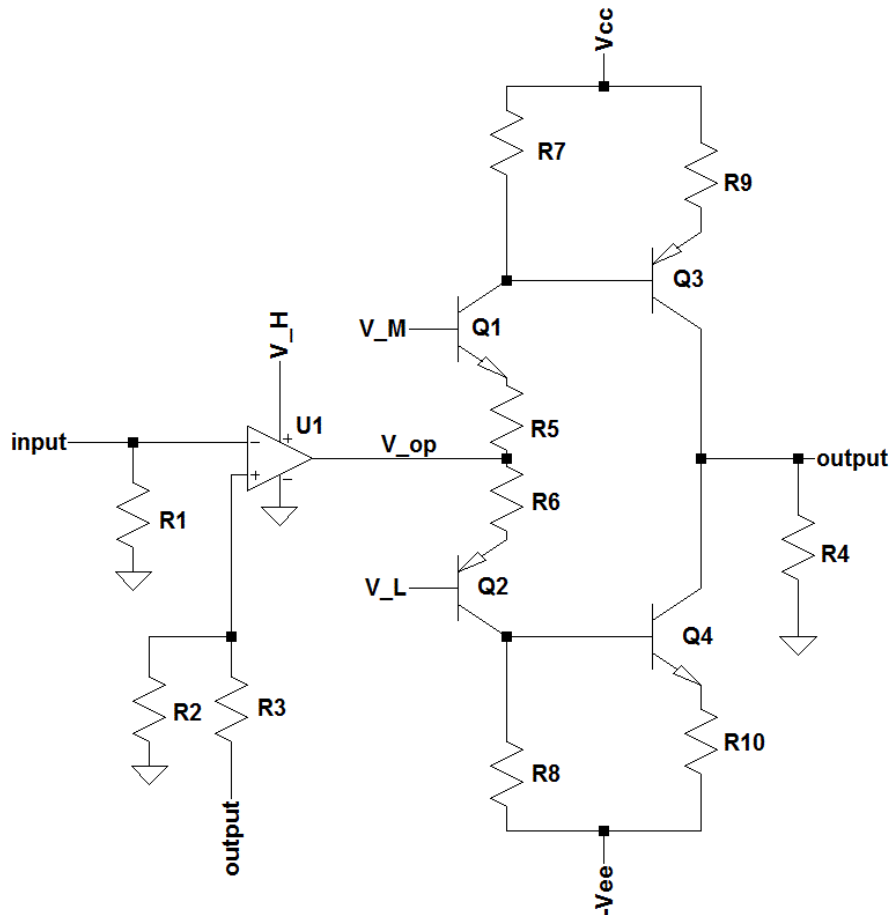 Vcc
R7
R9
Q3
V_M
Q1
V_H
U1
input
V_op
R5
output
R1
R6
R4
V_L
Q2
Q4
R2
R3
R8
R10
output
-Vee